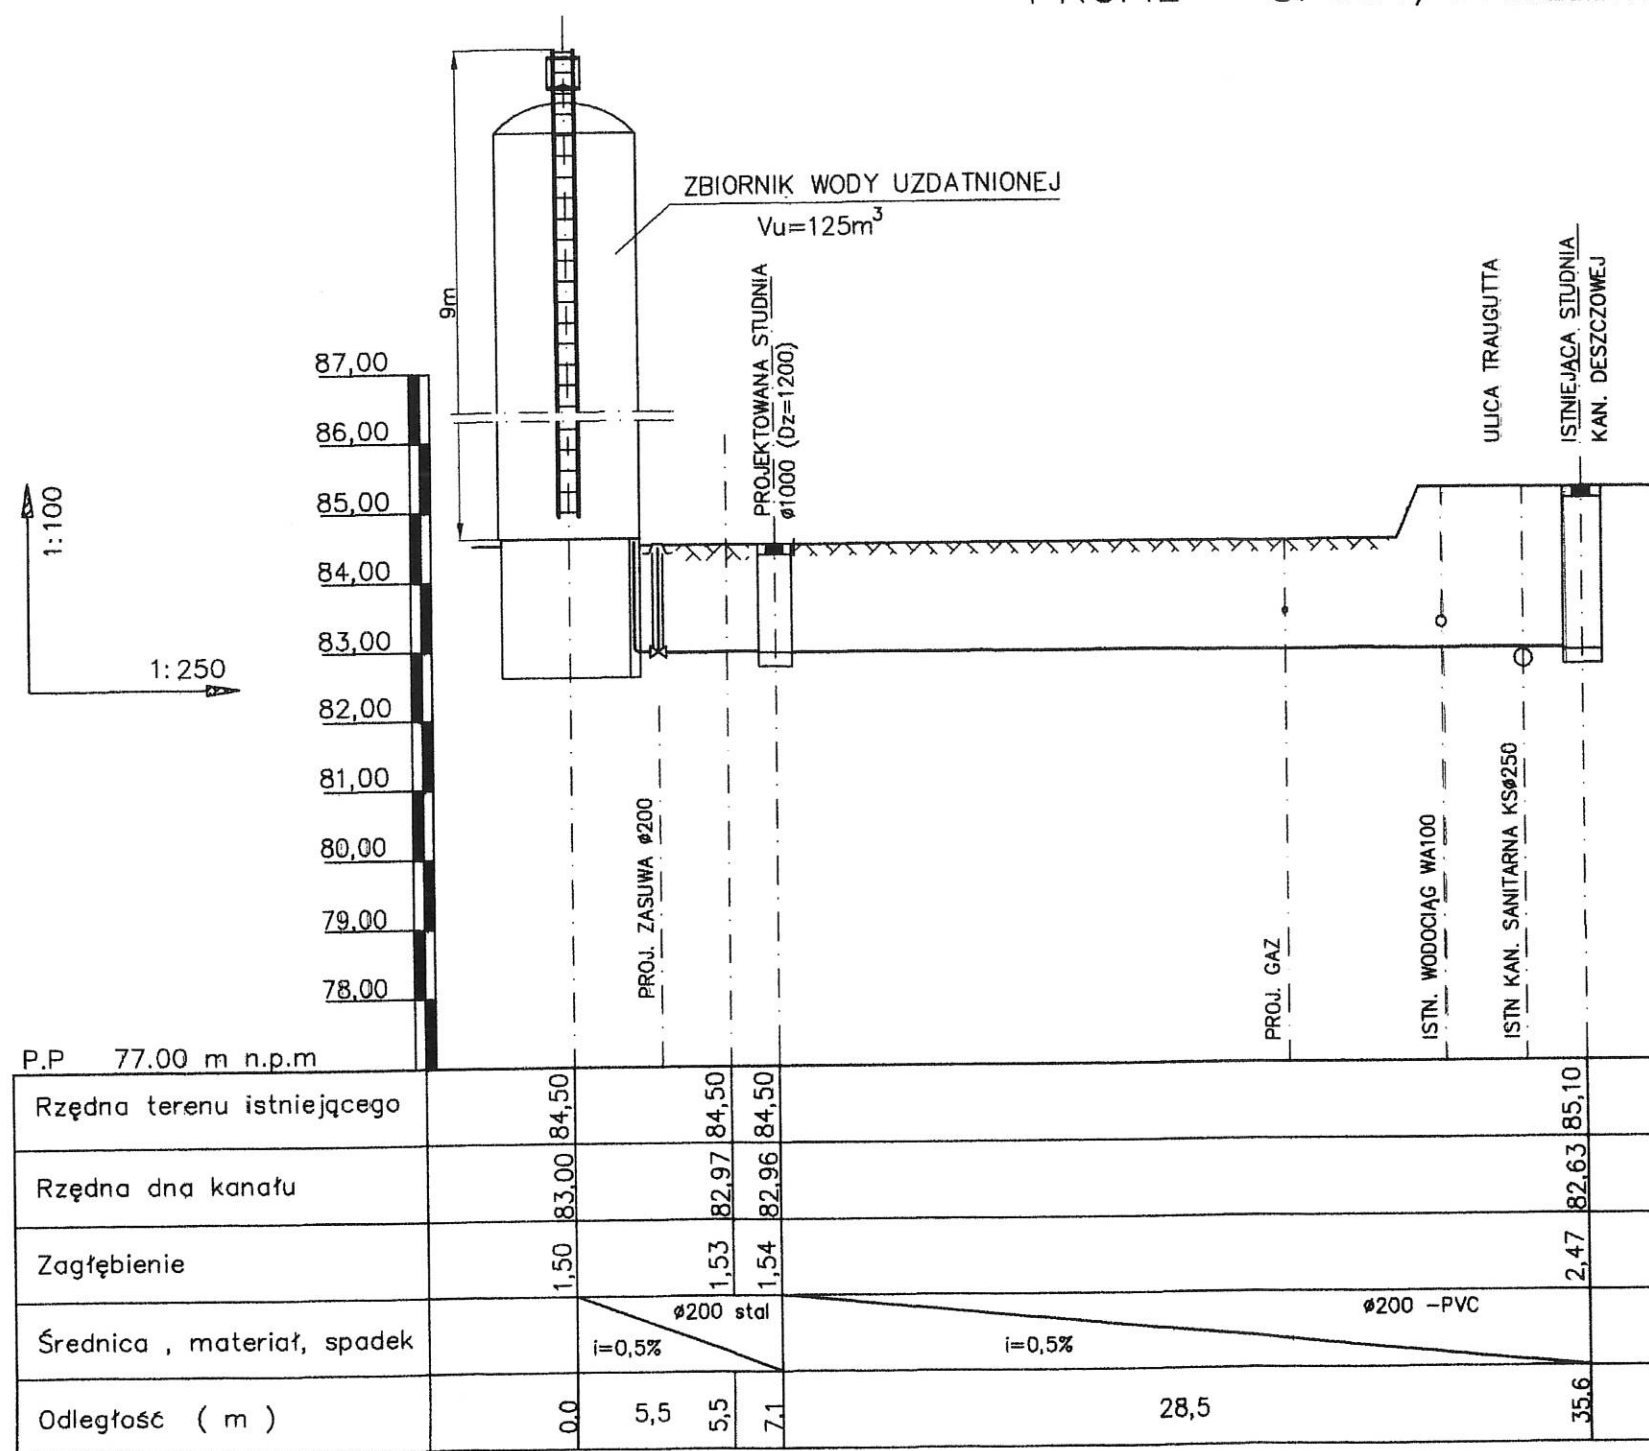 ZBIORNIK WODY UZDATNIONEJ
Vu=125m³
9m
PROJEKTOWANA STUDNIA
ø1000 (Dz=1200)
ULICA TRAUGUTTA
ISTNIEJĄCA STUDNIA
KAN. DESZCZOWEJ
87,00
86,00
85,00
84,00
83,00
82,00
81,00
80,00
79,00
78,00
1:100
1:250
PROJ. ZASUWA ø200
PROJ. GAZ
ISTN. WODOCIĄG WA100
ISTN KAN. SANITARNA KSø250
P.P 77.00 m n.p.m
Rzędna terenu istniejącego 84,50 84,50 84,50 85,10
Rzędna dna kanału 83,00 82,97 82,96 82,63
Zagłębienie 1,50 1,53 1,54 2,47
Średnica , materiał, spadek i=0,5% ø200 stal i=0,5% ø200 -PVC
Odległość ( m ) 0,0 5,5 5,5 7,1 28,5 35,6